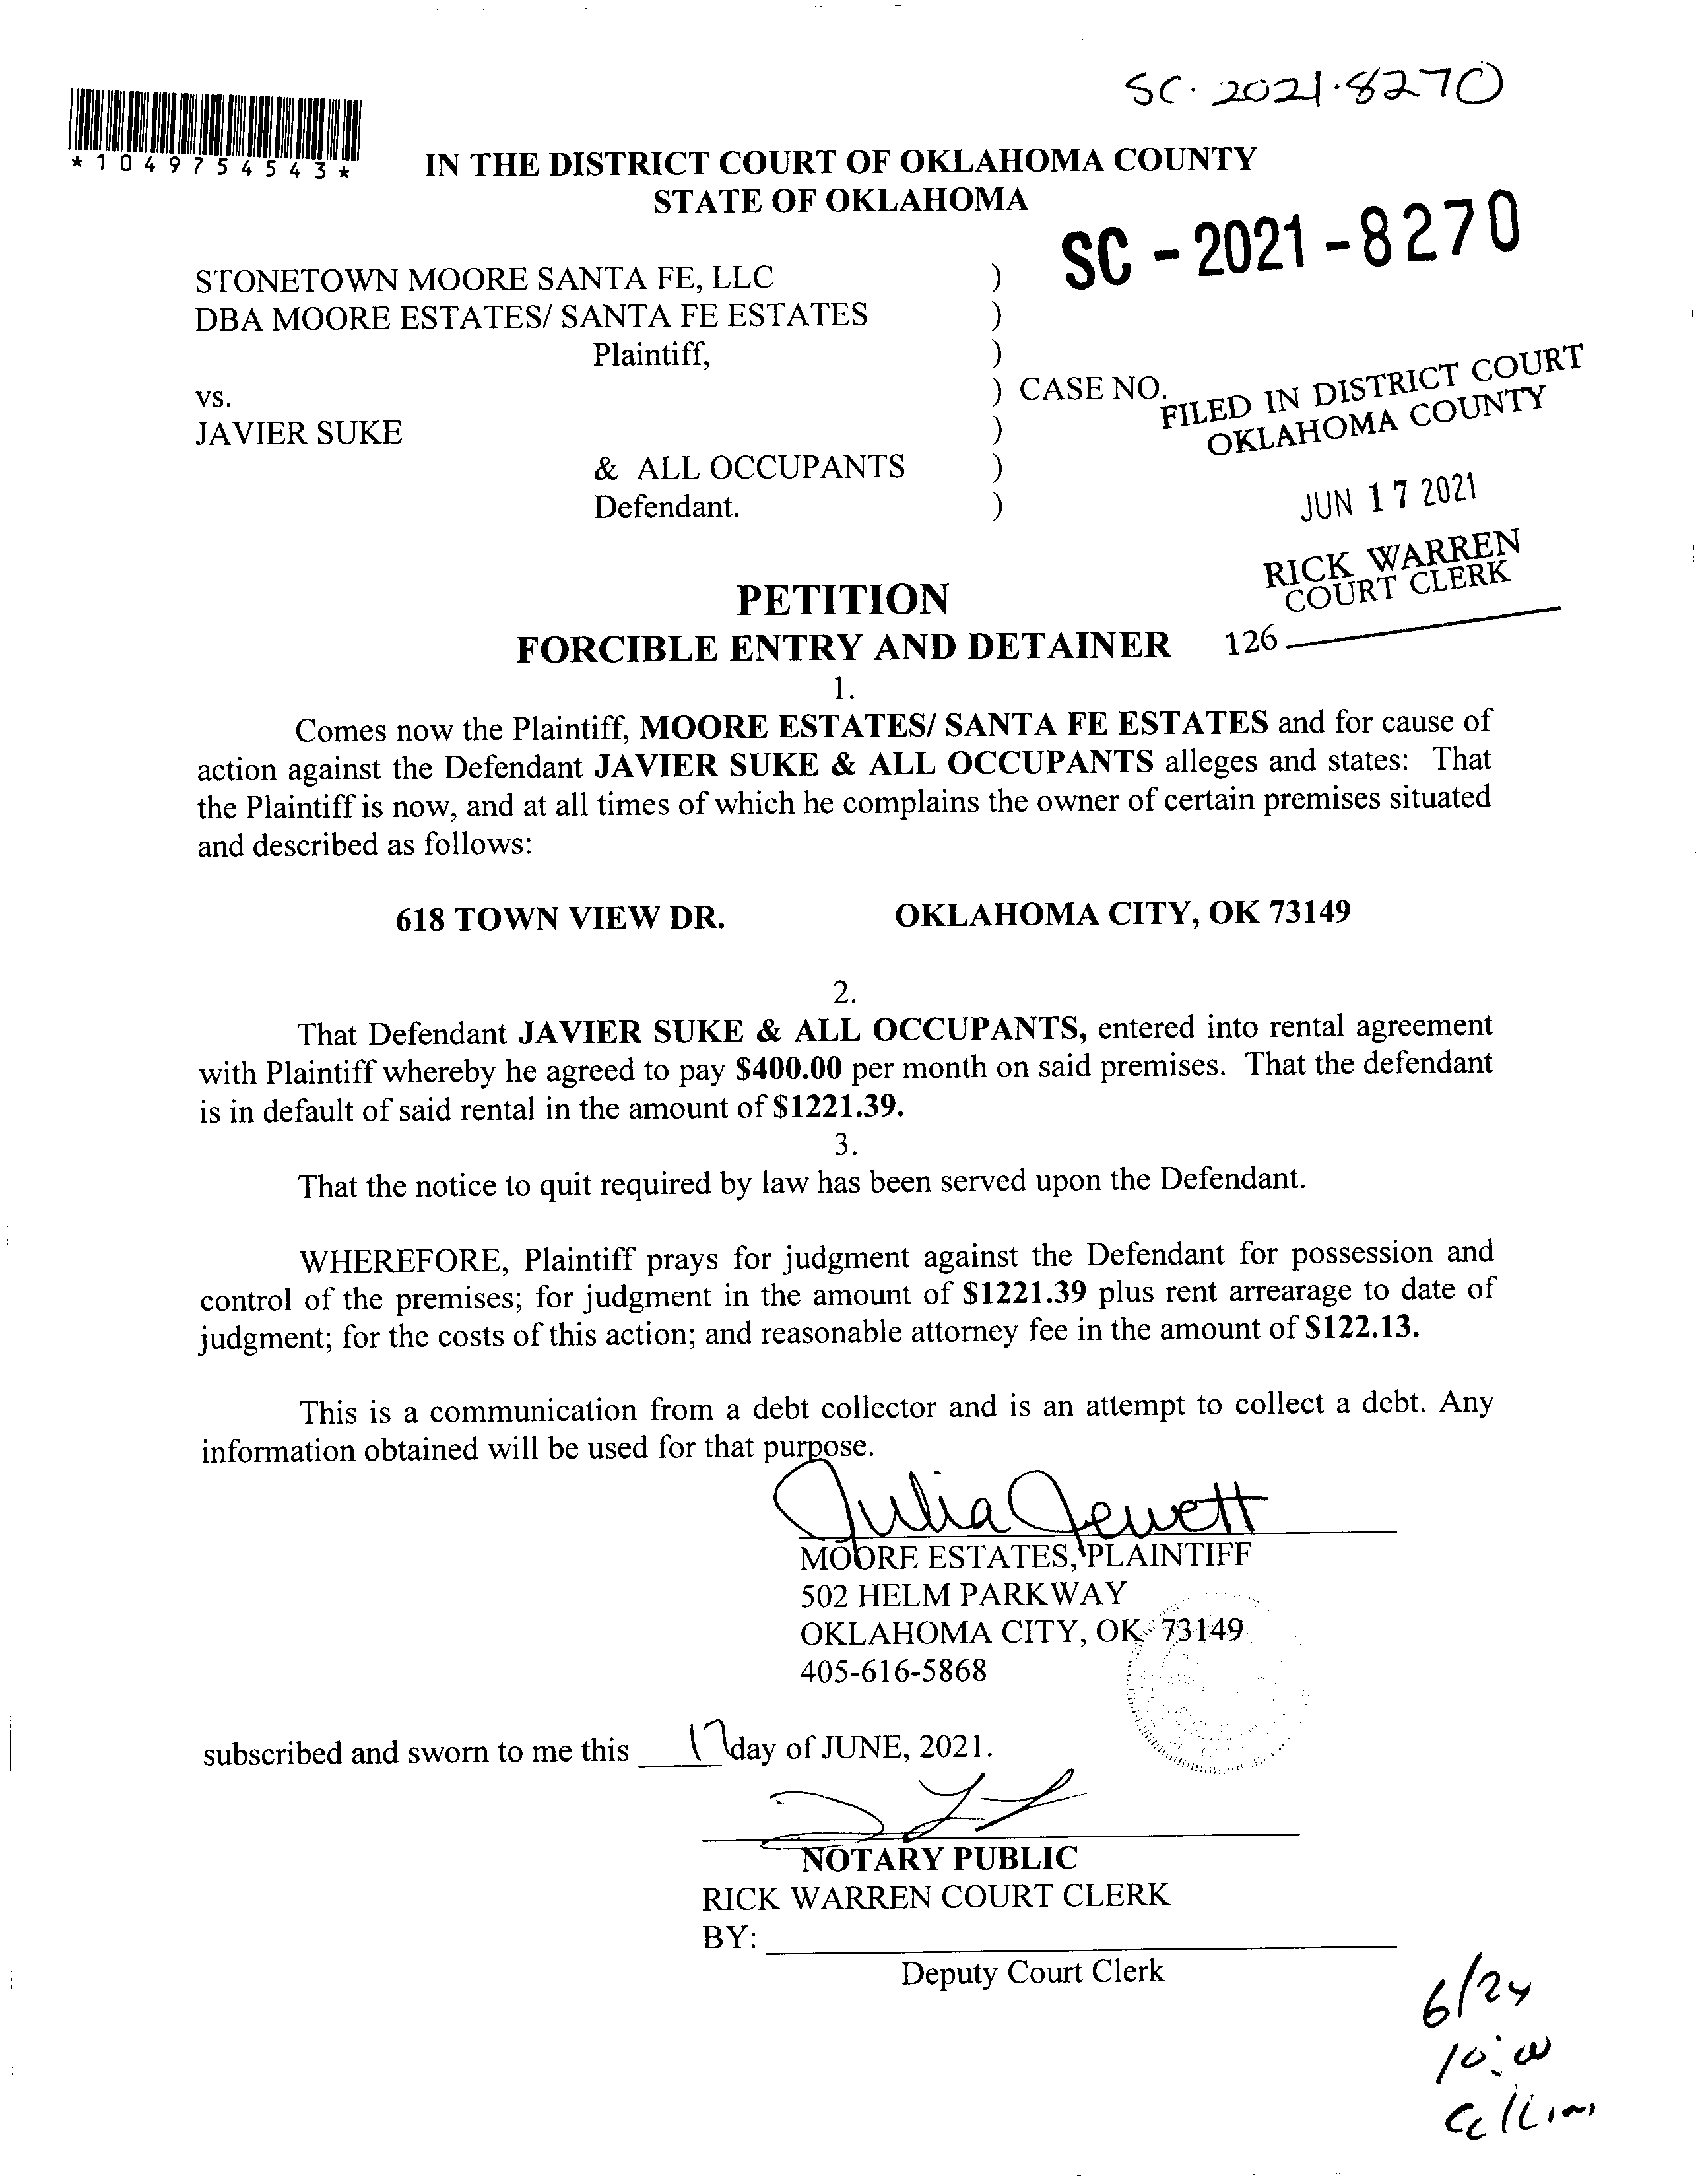 SC·2021·8270
*1049754543*
IN THE DISTRICT COURT OF OKLAHOMA COUNTY
STATE OF OKLAHOMA
SC-2021-8270
STONETOWN MOORE SANTA FE, LLC )
DBA MOORE ESTATES/ SANTA FE ESTATES )
Plaintiff, )
vs. ) CASE NO.
JAVIER SUKE )
& ALL OCCUPANTS )
Defendant. )
FILED IN DISTRICT COURT
OKLAHOMA COUNTY
JUN 17 2021
RICK WARREN
COURT CLERK
126
PETITION
FORCIBLE ENTRY AND DETAINER
1.
Comes now the Plaintiff, MOORE ESTATES/ SANTA FE ESTATES and for cause of
action against the Defendant JAVIER SUKE & ALL OCCUPANTS alleges and states: That
the Plaintiff is now, and at all times of which he complains the owner of certain premises situated
and described as follows:
618 TOWN VIEW DR. OKLAHOMA CITY, OK 73149
2.
That Defendant JAVIER SUKE & ALL OCCUPANTS, entered into rental agreement
with Plaintiff whereby he agreed to pay $400.00 per month on said premises. That the defendant
is in default of said rental in the amount of $1221.39.
3.
That the notice to quit required by law has been served upon the Defendant.
WHEREFORE, Plaintiff prays for judgment against the Defendant for possession and
control of the premises; for judgment in the amount of $1221.39 plus rent arrearage to date of
judgment; for the costs of this action; and reasonable attorney fee in the amount of $122.13.
This is a communication from a debt collector and is an attempt to collect a debt. Any
information obtained will be used for that purpose.
Julia Jewett
MOORE ESTATES, PLAINTIFF
502 HELM PARKWAY
OKLAHOMA CITY, OK 73149
405-616-5868
subscribed and sworn to me this 17 day of JUNE, 2021.
NOTARY PUBLIC
RICK WARREN COURT CLERK
BY:
Deputy Court Clerk
6/24
10:00